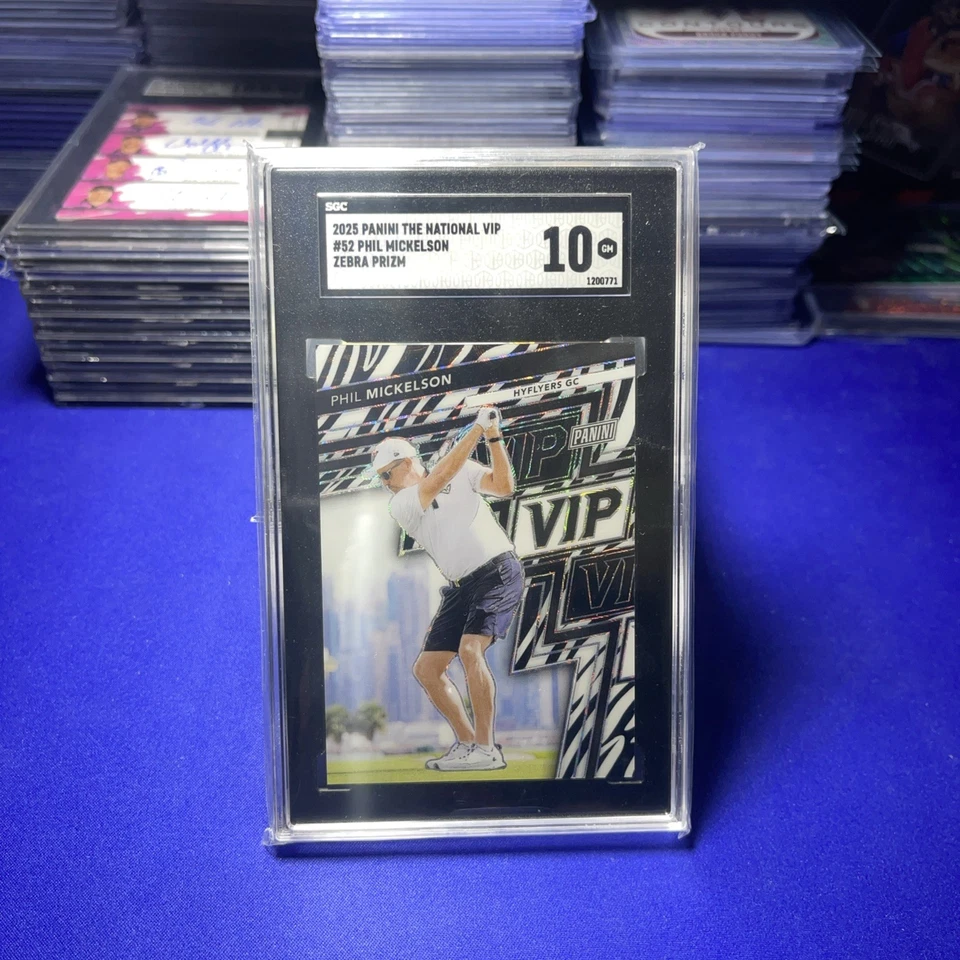 SGC
2025 PANINI THE NATIONAL VIP
#52 PHIL MICKELSON
ZEBRA PRIZM
10 GM
1200771
PHIL MICKELSON
HYFLYERS GC
VIP
PANINI
VIP
VI